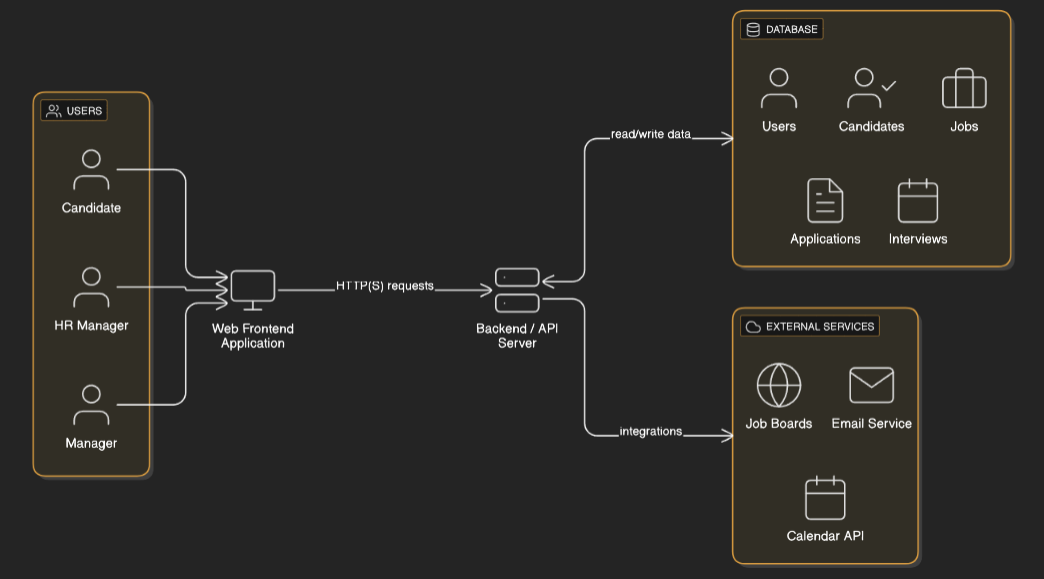 USERS
Candidate
HR Manager
Manager
Web Frontend
Application
HTTP(S) requests
Backend / API
Server
read/write data
integrations
DATABASE
Users
Candidates
Jobs
Applications
Interviews
EXTERNAL SERVICES
Job Boards
Email Service
Calendar API